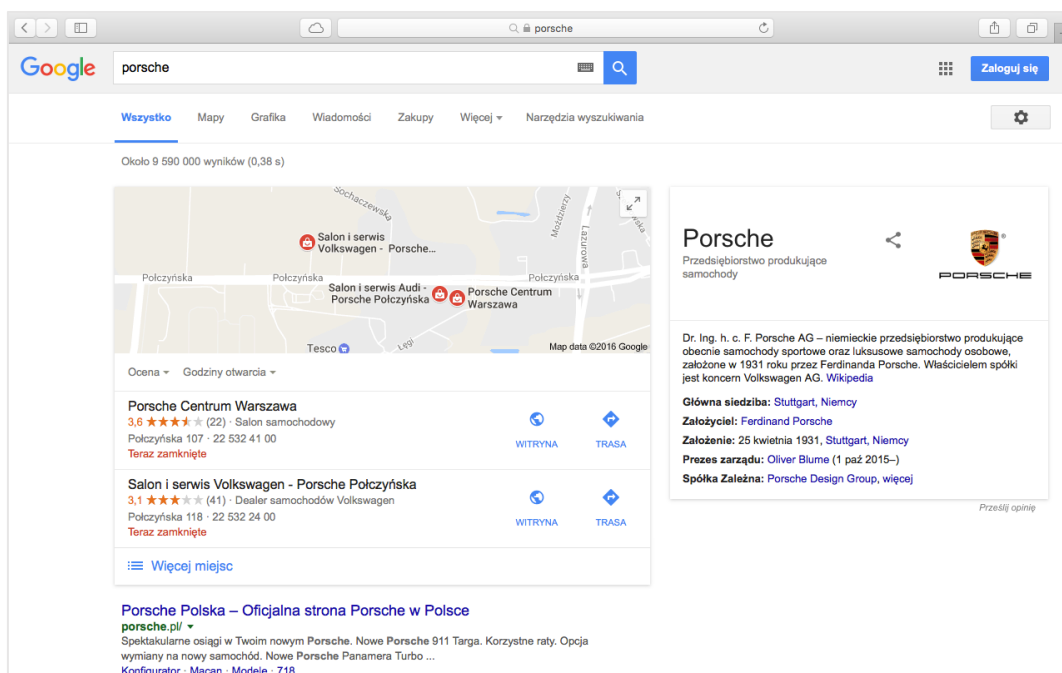 porsche
Google
porsche
Zaloguj się
Wszystko Mapy Grafika Wiadomości Zakupy Więcej Narzędzia wyszukiwania
Około 9 590 000 wyników (0,38 s)
Sochaczewska
Moździerzy
Lazurowa
Salon i serwis
Volkswagen - Porsche...
Połczyńska Połczyńska Połczyńska
Salon i serwis Audi -
Porsche Połczyńska
Porsche Centrum
Warszawa
Tesco
Łęgi
Map data ©2016 Google
Ocena Godziny otwarcia
Porsche Centrum Warszawa
3,6 ★★★★★ (22) · Salon samochodowy
Połczyńska 107 · 22 532 41 00
Teraz zamknięte
WITRYNA TRASA
Salon i serwis Volkswagen - Porsche Połczyńska
3,1 ★★★★★ (41) · Dealer samochodów Volkswagen
Połczyńska 118 · 22 532 24 00
Teraz zamknięte
WITRYNA TRASA
Więcej miejsc
Porsche Polska – Oficjalna strona Porsche w Polsce
porsche.pl/
Spektakularne osiągi w Twoim nowym Porsche. Nowe Porsche 911 Targa. Korzystne raty. Opcja
wymiany na nowy samochód. Nowe Porsche Panamera Turbo ...
Konfigurator · Macan · Modele · 718
Porsche
Przedsiębiorstwo produkujące
samochody
PORSCHE
Dr. Ing. h. c. F. Porsche AG – niemieckie przedsiębiorstwo produkujące
obecnie samochody sportowe oraz luksusowe samochody osobowe,
założone w 1931 roku przez Ferdinanda Porsche. Właścicielem spółki
jest koncern Volkswagen AG. Wikipedia
Główna siedziba: Stuttgart, Niemcy
Założyciel: Ferdinand Porsche
Założenie: 25 kwietnia 1931, Stuttgart, Niemcy
Prezes zarządu: Oliver Blume (1 paź 2015–)
Spółka Zależna: Porsche Design Group, więcej
Prześlij opinię